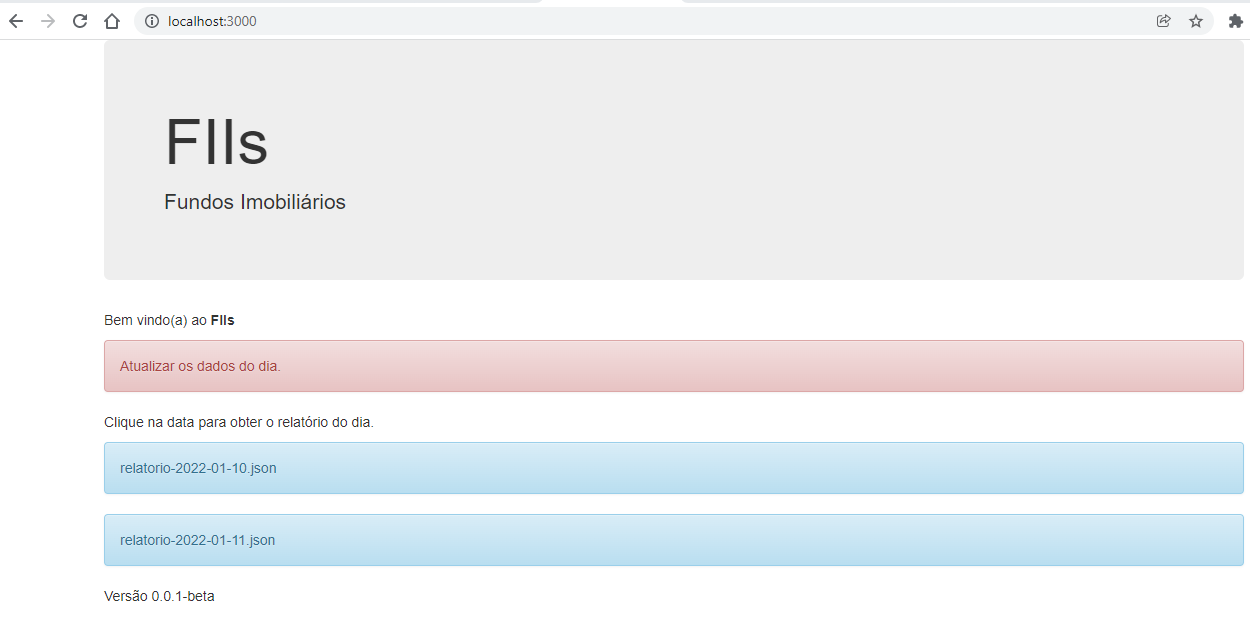 localhost:3000
FIIs
Fundos Imobiliários
Bem vindo(a) ao FIIs
Atualizar os dados do dia.
Clique na data para obter o relatório do dia.
relatorio-2022-01-10.json
relatorio-2022-01-11.json
Versão 0.0.1-beta